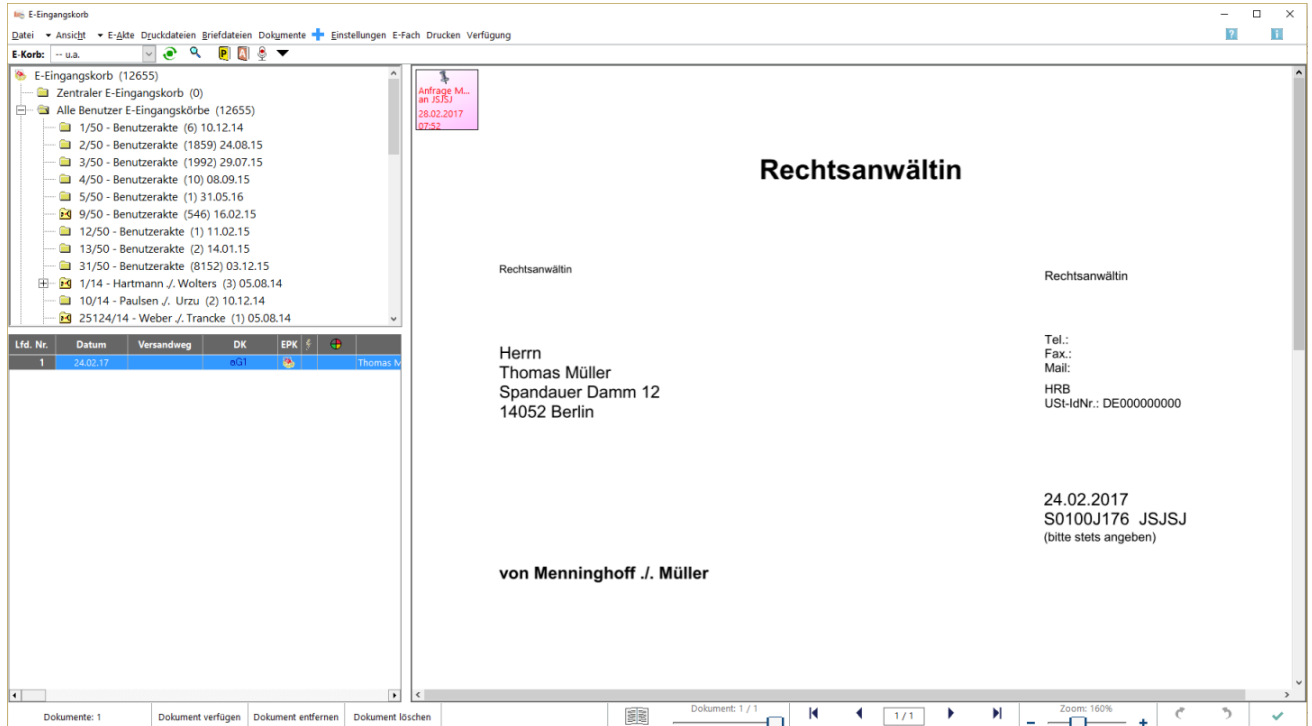 E-Eingangskorb
Datei Ansicht E-Akte Druckdateien Briefdateien Dokumente Einstellungen E-Fach Drucken Verfügung
E-Korb: -- u.a.
E-Eingangskorb (12655)
Zentraler E-Eingangskorb (0)
Alle Benutzer E-Eingangskörbe (12655)
1/50 - Benutzerakte (6) 10.12.14
2/50 - Benutzerakte (1859) 24.08.15
3/50 - Benutzerakte (1992) 29.07.15
4/50 - Benutzerakte (10) 08.09.15
5/50 - Benutzerakte (1) 31.05.16
9/50 - Benutzerakte (546) 16.02.15
12/50 - Benutzerakte (1) 11.02.15
13/50 - Benutzerakte (2) 14.01.15
31/50 - Benutzerakte (8152) 03.12.15
1/14 - Hartmann ./. Wolters (3) 05.08.14
10/14 - Paulsen ./. Urzu (2) 10.12.14
25124/14 - Weber ./. Trancke (1) 05.08.14
Lfd. Nr. Datum Versandweg DK EPK
1 24.02.17 aG1 Thomas M
Anfrage M...
an JSJSJ
28.02.2017
07:52
Rechtsanwältin
Rechtsanwältin
Rechtsanwältin
Herrn
Thomas Müller
Spandauer Damm 12
14052 Berlin
Tel.:
Fax.:
Mail:
HRB
USt-IdNr.: DE000000000
24.02.2017
S0100J176 JSJSJ
(bitte stets angeben)
von Menninghoff ./. Müller
Dokumente: 1 Dokument verfügen Dokument entfernen Dokument löschen
Dokument: 1 / 1
1 / 1
Zoom: 160%